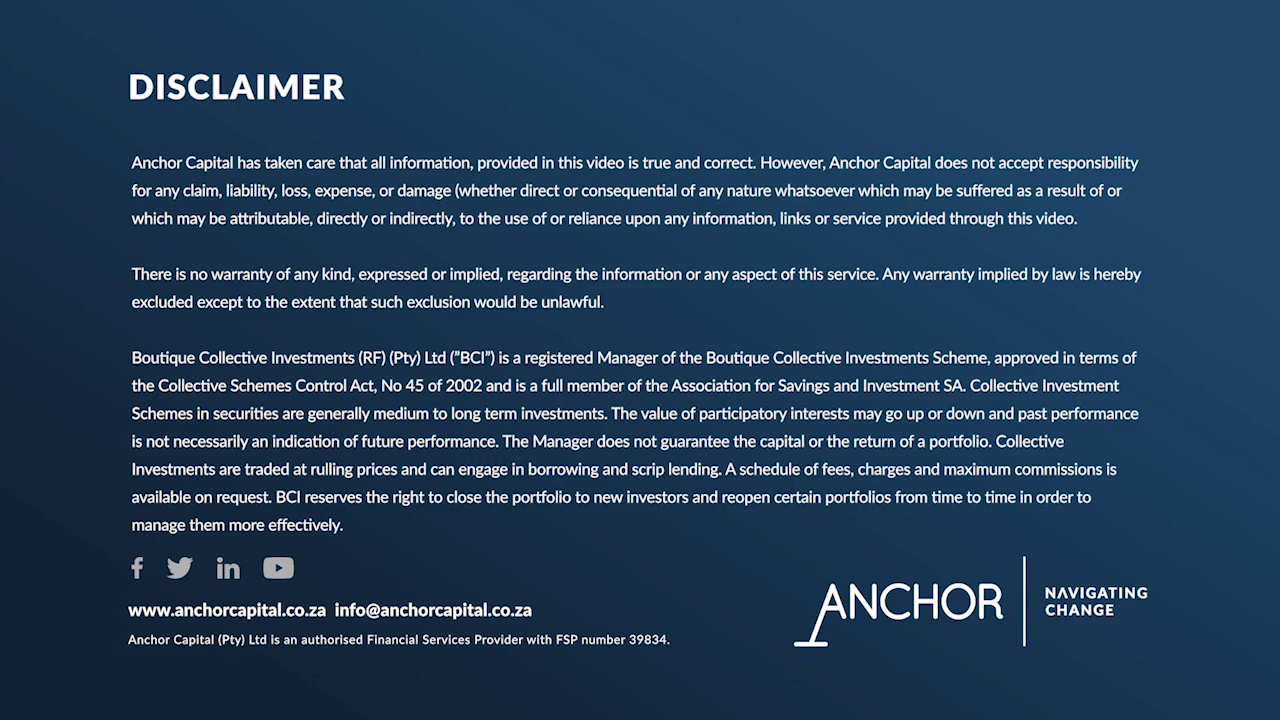 DISCLAIMER
Anchor Capital has taken care that all information, provided in this video is true and correct. However, Anchor Capital does not accept responsibility
for any claim, liability, loss, expense, or damage (whether direct or consequential of any nature whatsoever which may be suffered as a result of or
which may be attributable, directly or indirectly, to the use of or reliance upon any information, links or service provided through this video.
There is no warranty of any kind, expressed or implied, regarding the information or any aspect of this service. Any warranty implied by law is hereby
excluded except to the extent that such exclusion would be unlawful.
Boutique Collective Investments (RF) (Pty) Ltd (”BCI”) is a registered Manager of the Boutique Collective Investments Scheme, approved in terms of
the Collective Schemes Control Act, No 45 of 2002 and is a full member of the Association for Savings and Investment SA. Collective Investment
Schemes in securities are generally medium to long term investments. The value of participatory interests may go up or down and past performance
is not necessarily an indication of future performance. The Manager does not guarantee the capital or the return of a portfolio. Collective
Investments are traded at rulling prices and can engage in borrowing and scrip lending. A schedule of fees, charges and maximum commissions is
available on request. BCI reserves the right to close the portfolio to new investors and reopen certain portfolios from time to time in order to
manage them more effectively.
www.anchorcapital.co.za info@anchorcapital.co.za
Anchor Capital (Pty) Ltd is an authorised Financial Services Provider with FSP number 39834.
ANCHOR
NAVIGATING
CHANGE